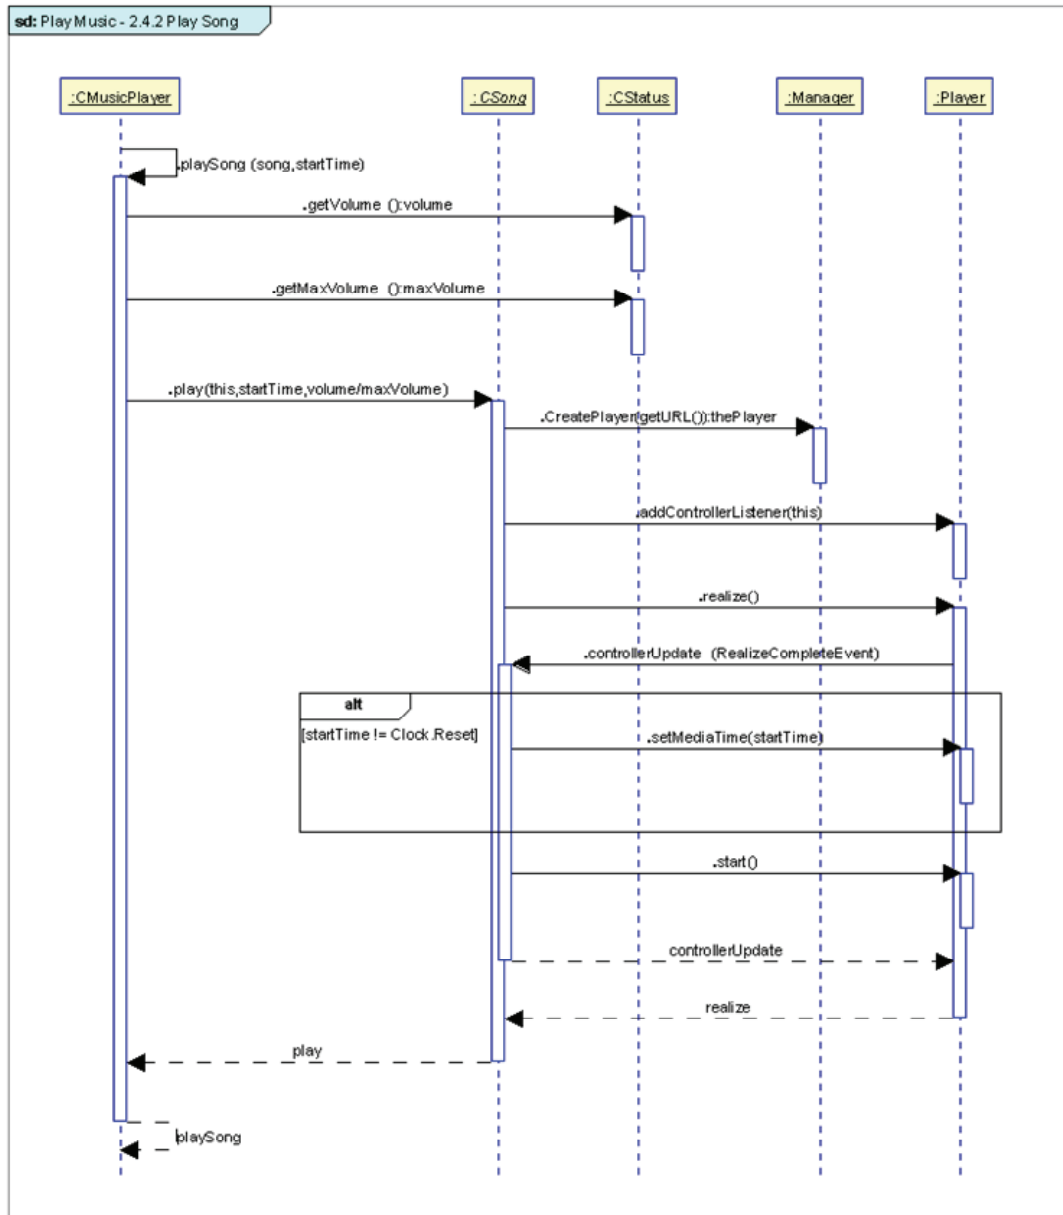 sd: Play Music - 2.4.2 Play Song
:CMusicPlayer
:CSong
:CStatus
:Manager
:Player
.playSong (song,startTime)
.getVolume ():volume
.getMaxVolume ():maxVolume
.play(this,startTime,volume/maxVolume)
.CreatePlayer(getURL()):thePlayer
.addControllerListener(this)
.realize()
.controllerUpdate (RealizeCompleteEvent)
alt
[startTime != Clock.Reset]
.setMediaTime(startTime)
.start()
controllerUpdate
realize
play
playSong